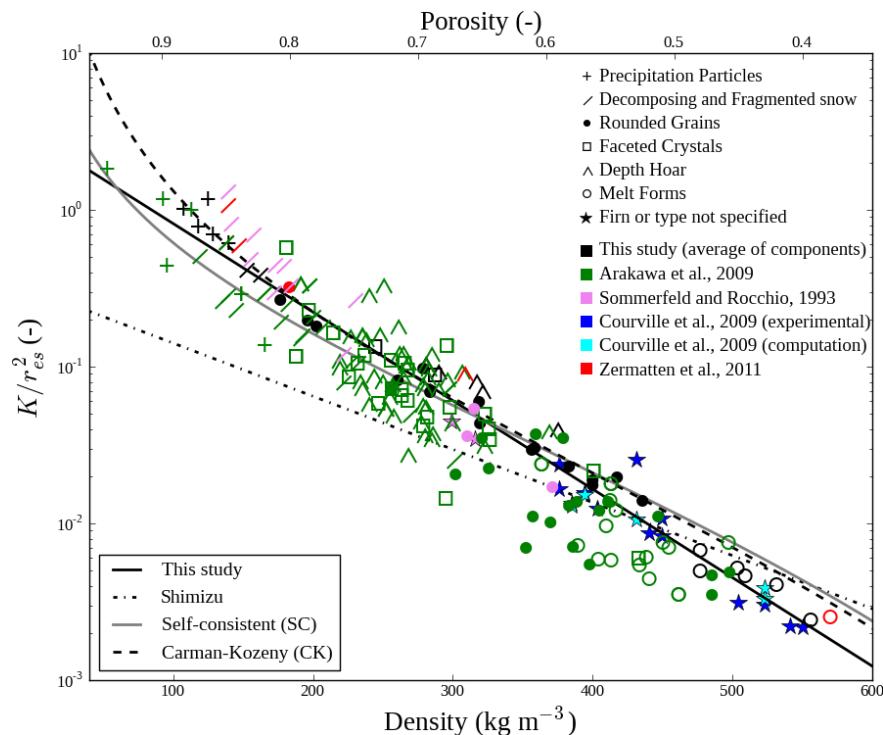 Porosity (-)
0.9 0.8 0.7 0.6 0.5 0.4
10^1
10^0
10^-1
10^-2
10^-3
K/r_es^2 (-)
Precipitation Particles
Decomposing and Fragmented snow
Rounded Grains
Faceted Crystals
Depth Hoar
Melt Forms
Firn or type not specified
This study (average of components)
Arakawa et al., 2009
Sommerfeld and Rocchio, 1993
Courville et al., 2009 (experimental)
Courville et al., 2009 (computation)
Zermatten et al., 2011
This study
Shimizu
Self-consistent (SC)
Carman-Kozeny (CK)
100 200 300 400 500 600
Density (kg m^-3)